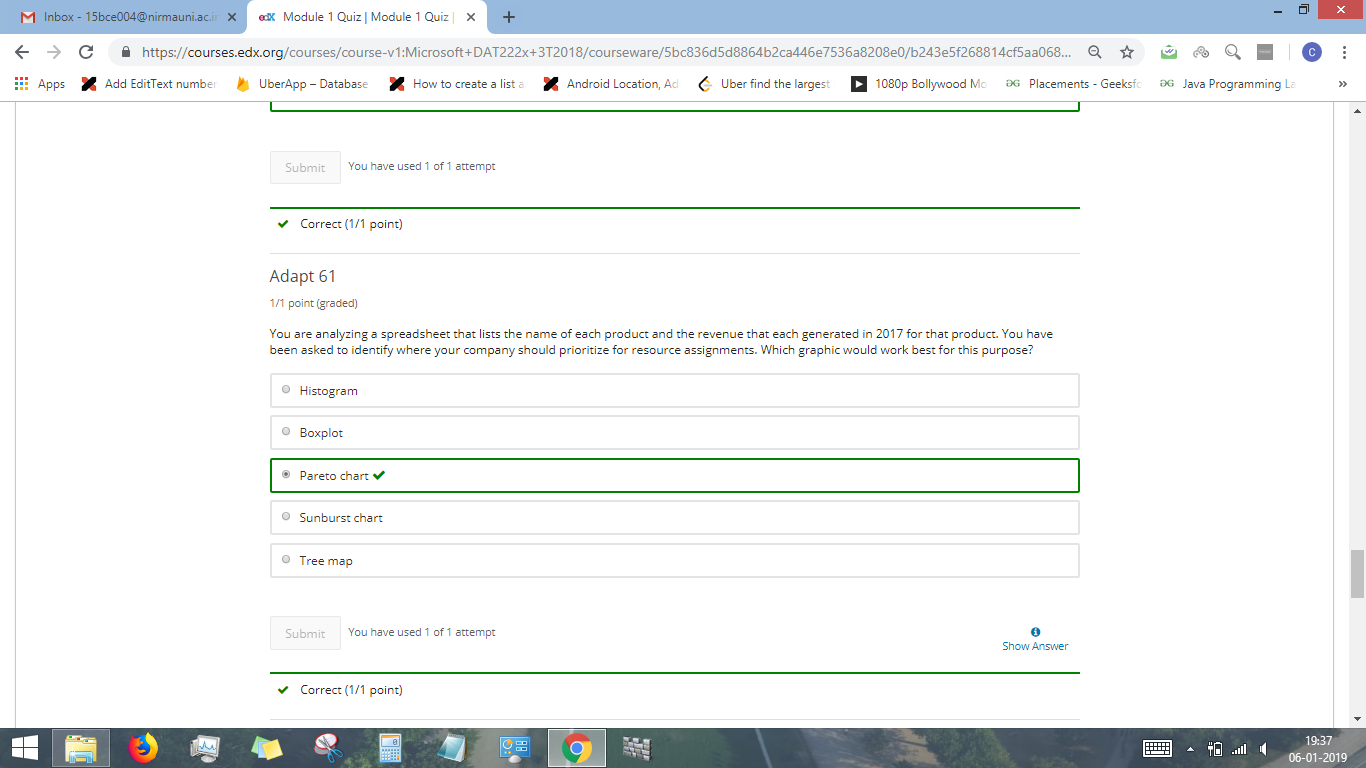 Inbox - 15bce004@nirmauni.ac.i
edX Module 1 Quiz | Module 1 Quiz |
https://courses.edx.org/courses/course-v1:Microsoft+DAT222x+3T2018/courseware/5bc836d5d8864b2ca446e7536a8208e0/b243e5f268814cf5aa068...
C
Apps Add EditText number UberApp – Database How to create a list a Android Location, Ad Uber find the largest 1080p Bollywood Mo Placements - Geeksfo Java Programming La »
Submit You have used 1 of 1 attempt
Correct (1/1 point)
Adapt 61
1/1 point (graded)
You are analyzing a spreadsheet that lists the name of each product and the revenue that each generated in 2017 for that product. You have
been asked to identify where your company should prioritize for resource assignments. Which graphic would work best for this purpose?
Histogram
Boxplot
Pareto chart
Sunburst chart
Tree map
Submit You have used 1 of 1 attempt
Show Answer
Correct (1/1 point)
19:37
06-01-2019